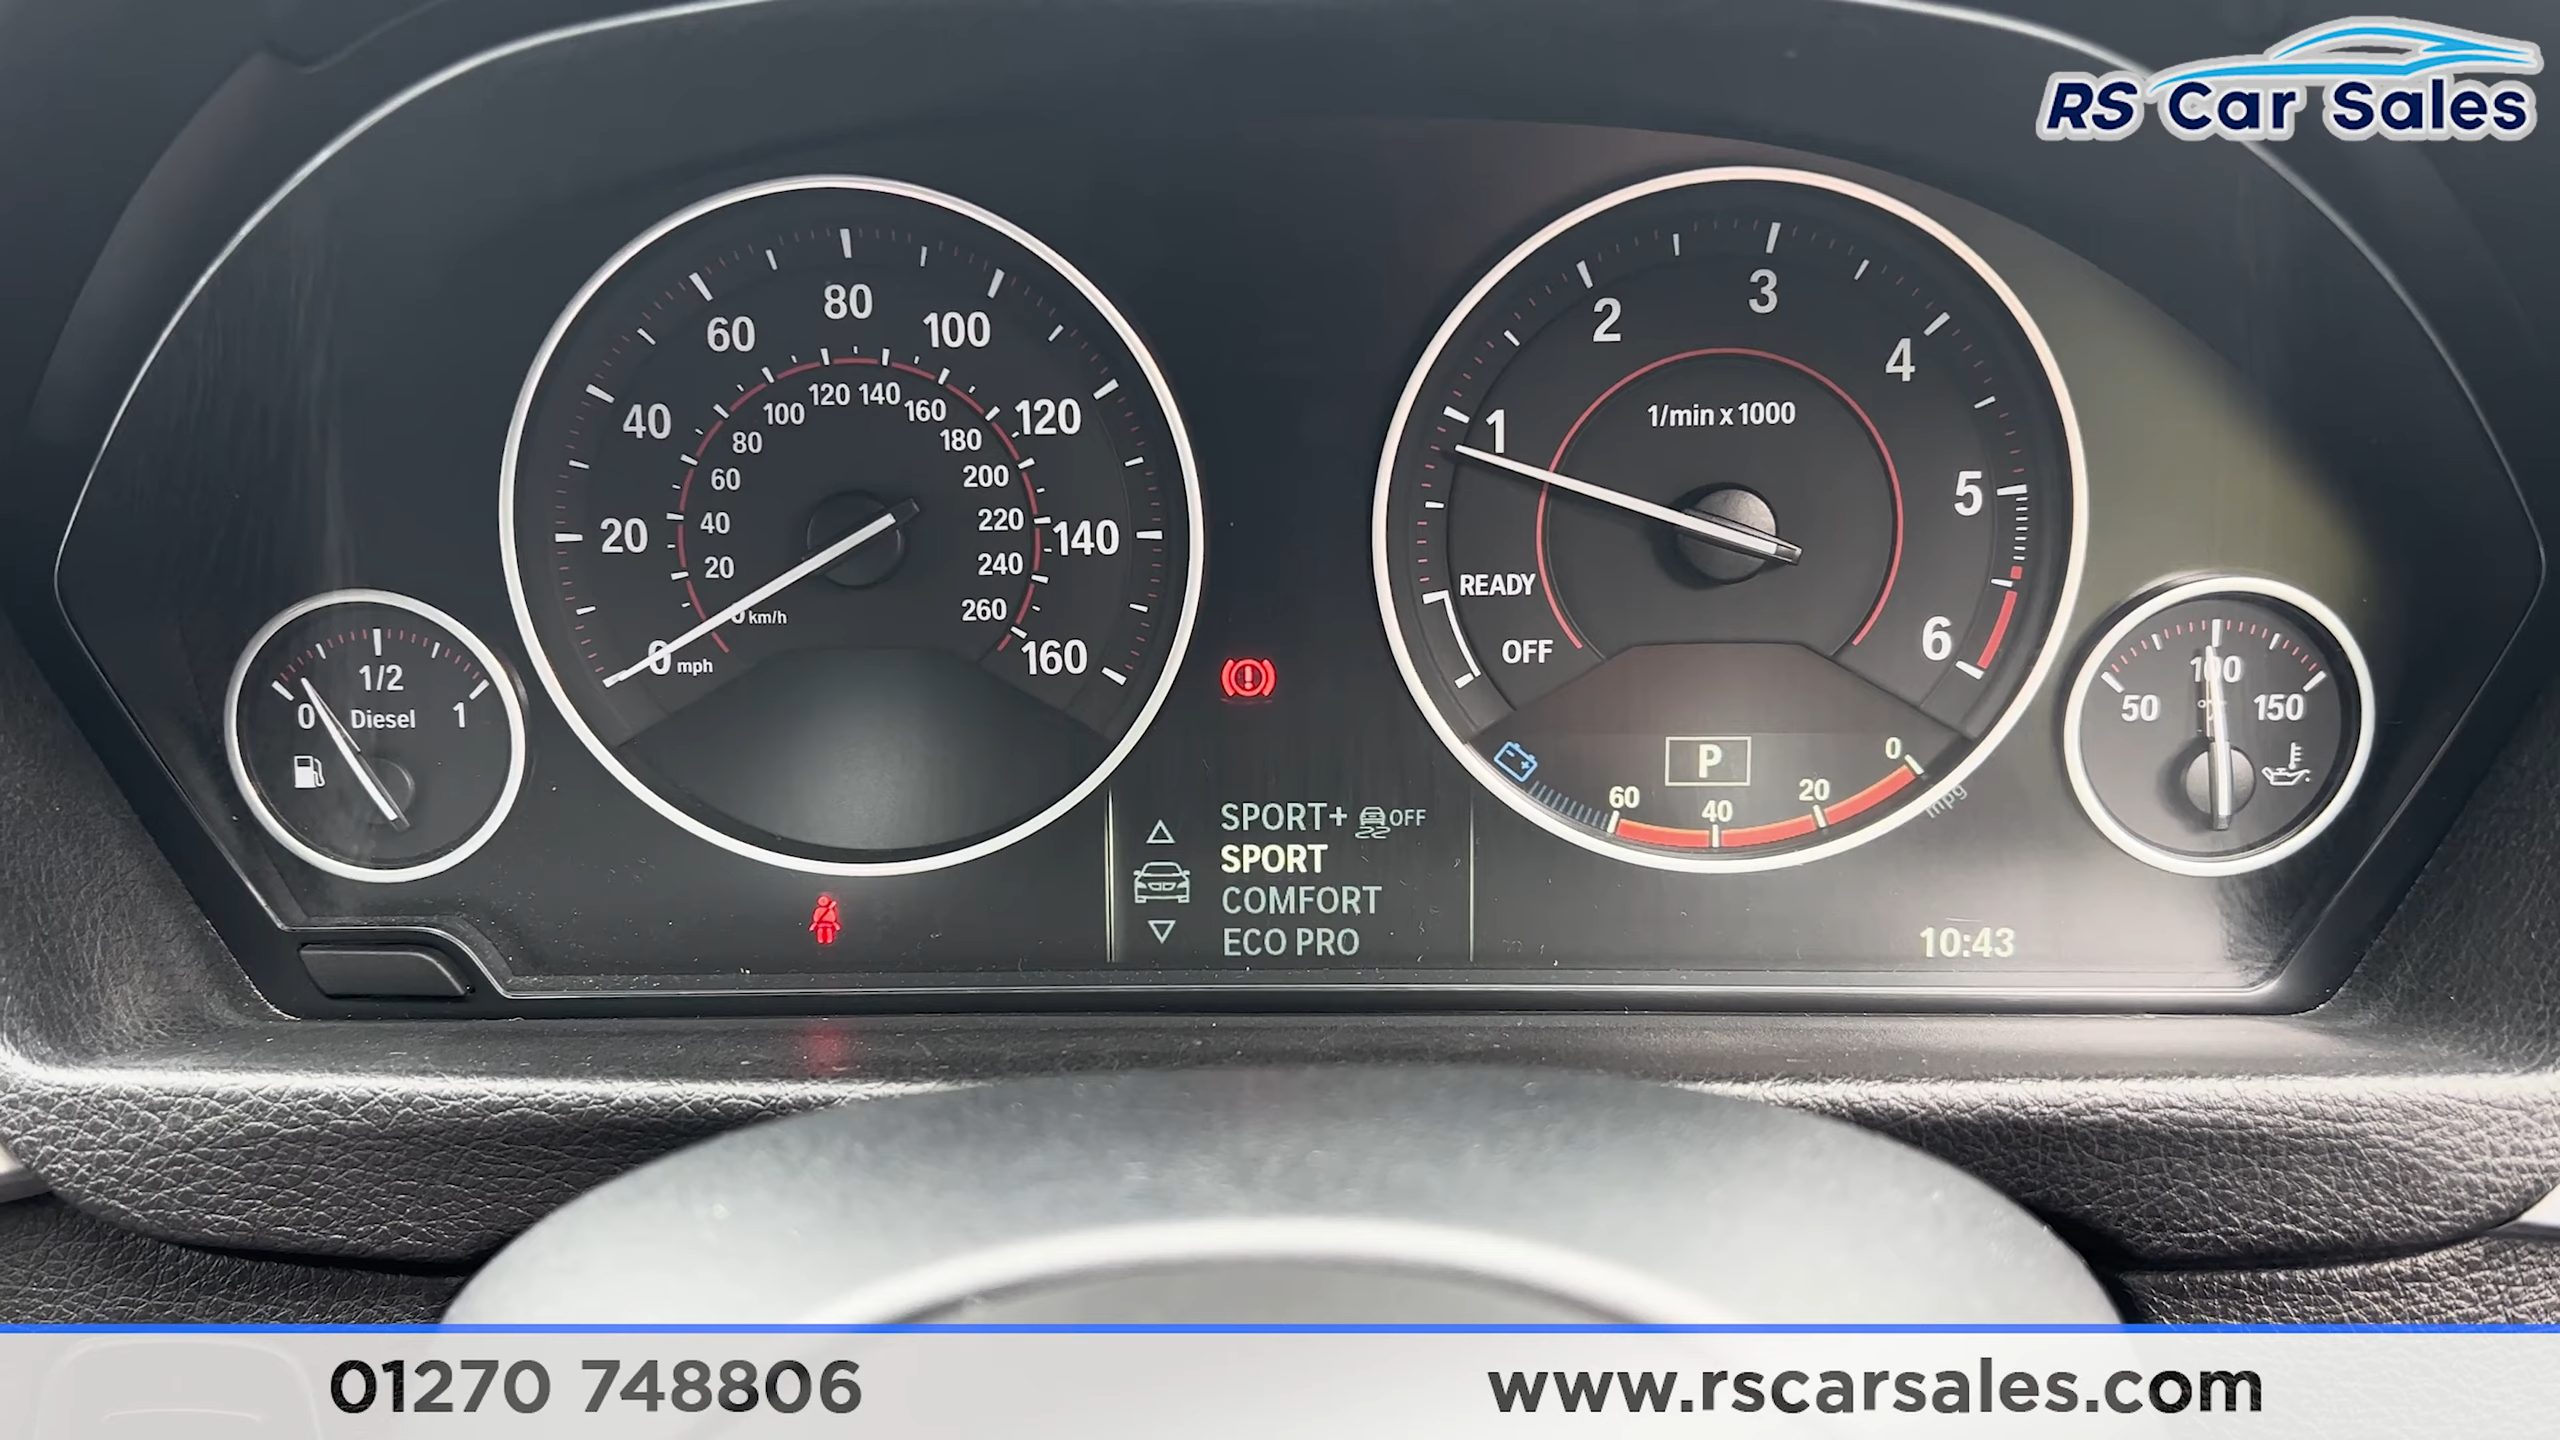 RS Car Sales
80
60
100
40
120
20
140
0 mph
160
120 140
100
160
80
180
60
200
40
220
20
240
0 km/h
260
1/2
0
Diesel
1
3
2
4
1
1/min x 1000
5
READY
OFF
6
P
0
60
40
20
mpg
50
100
150
SPORT+ OFF
SPORT
COMFORT
ECO PRO
10:43
01270 748806
www.rscarsales.com